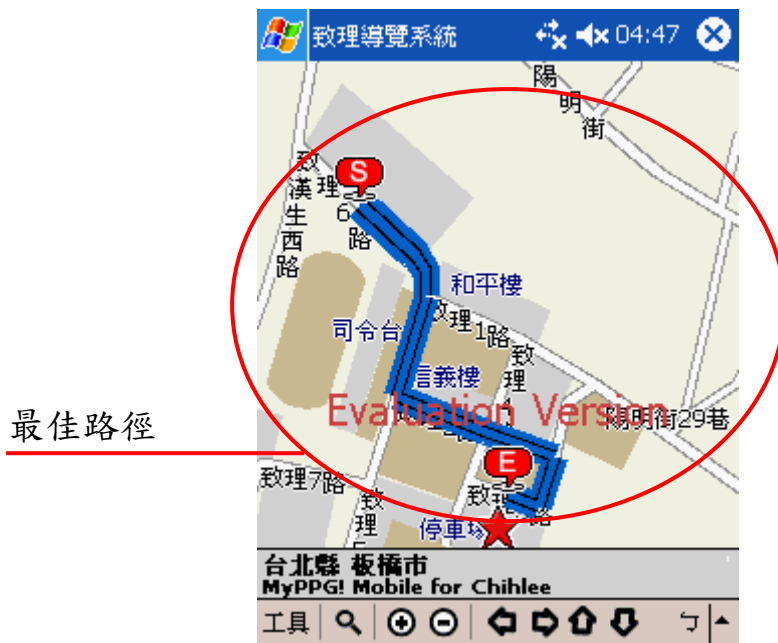 致理導覽系統 04:47
陽明街
致理
漢生西路
S
6
路
和平樓
致理1路
司令台
致理
信義樓
Evaluation Version
陽明街29巷
最佳路徑
E
致理7路
致理
停車場
台北縣 板橋市
MyPPG! Mobile for Chihlee
工具 ㄅ